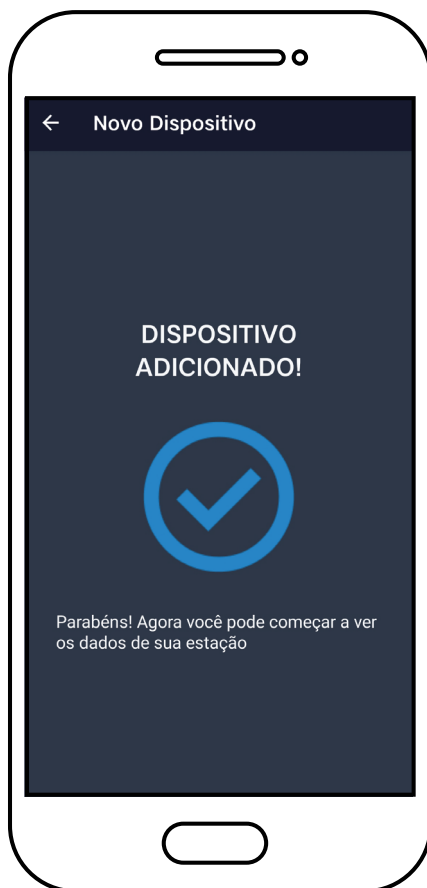 Novo Dispositivo
DISPOSITIVO
ADICIONADO!
Parabéns! Agora você pode começar a ver
os dados de sua estação